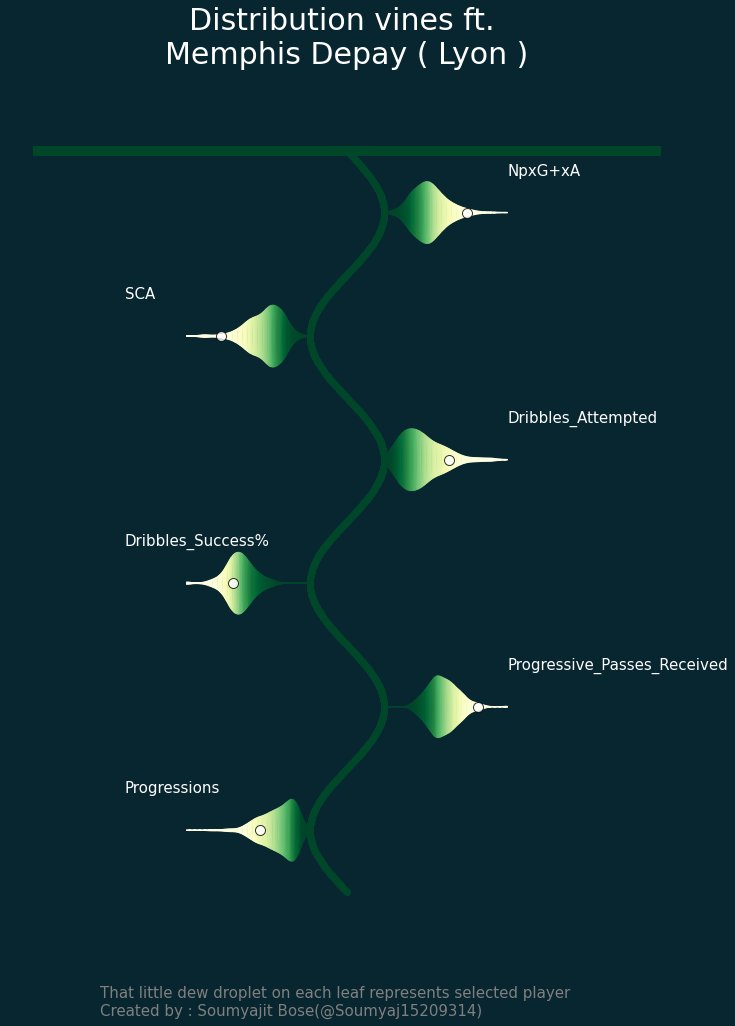 Distribution vines ft.
Memphis Depay ( Lyon )
NpxG+xA
SCA
Dribbles_Attempted
Dribbles_Success%
Progressive_Passes_Received
Progressions
That little dew droplet on each leaf represents selected player
Created by : Soumyajit Bose(@Soumyaj15209314)